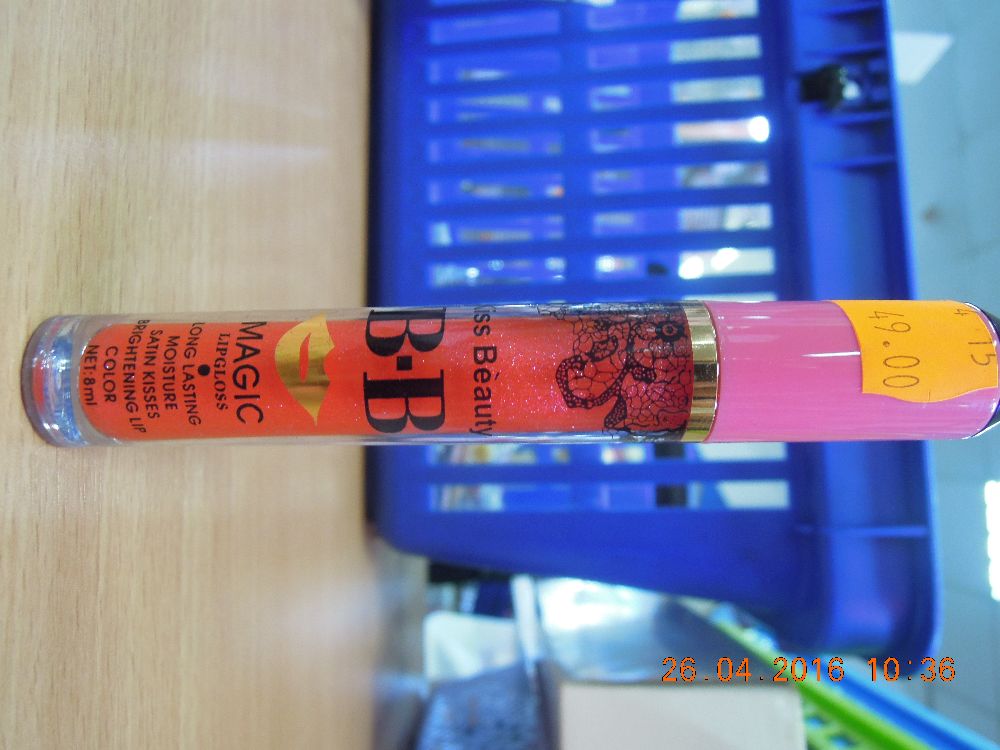 Kiss Bèauty
B·B
MAGIC
LIPGLOSS
LONG LASTING
MOISTURE
SATIN KISSES
BRIGHTENING LIP
COLOR
NET:8ml
49.00
26.04.2016 10:36